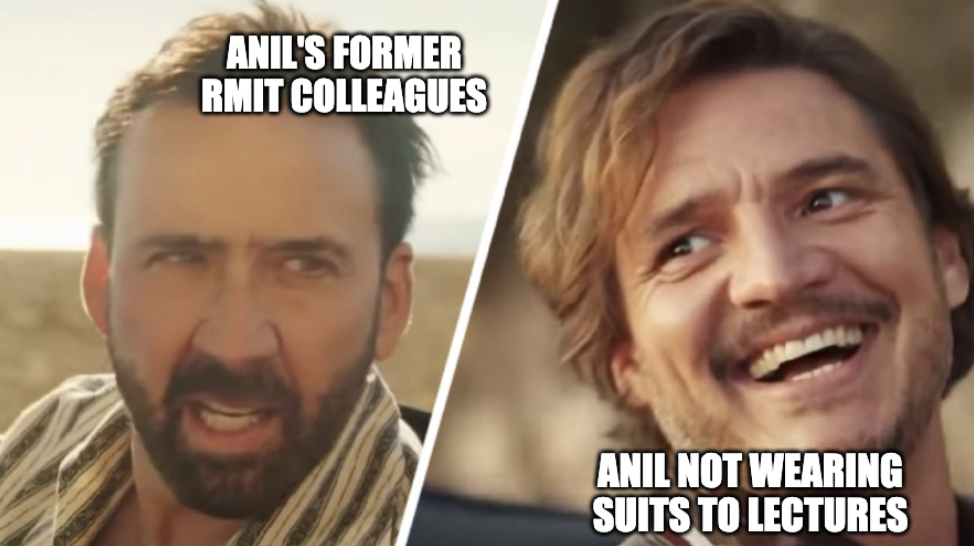 ANIL'S FORMER
RMIT COLLEAGUES
ANIL NOT WEARING
SUITS TO LECTURES